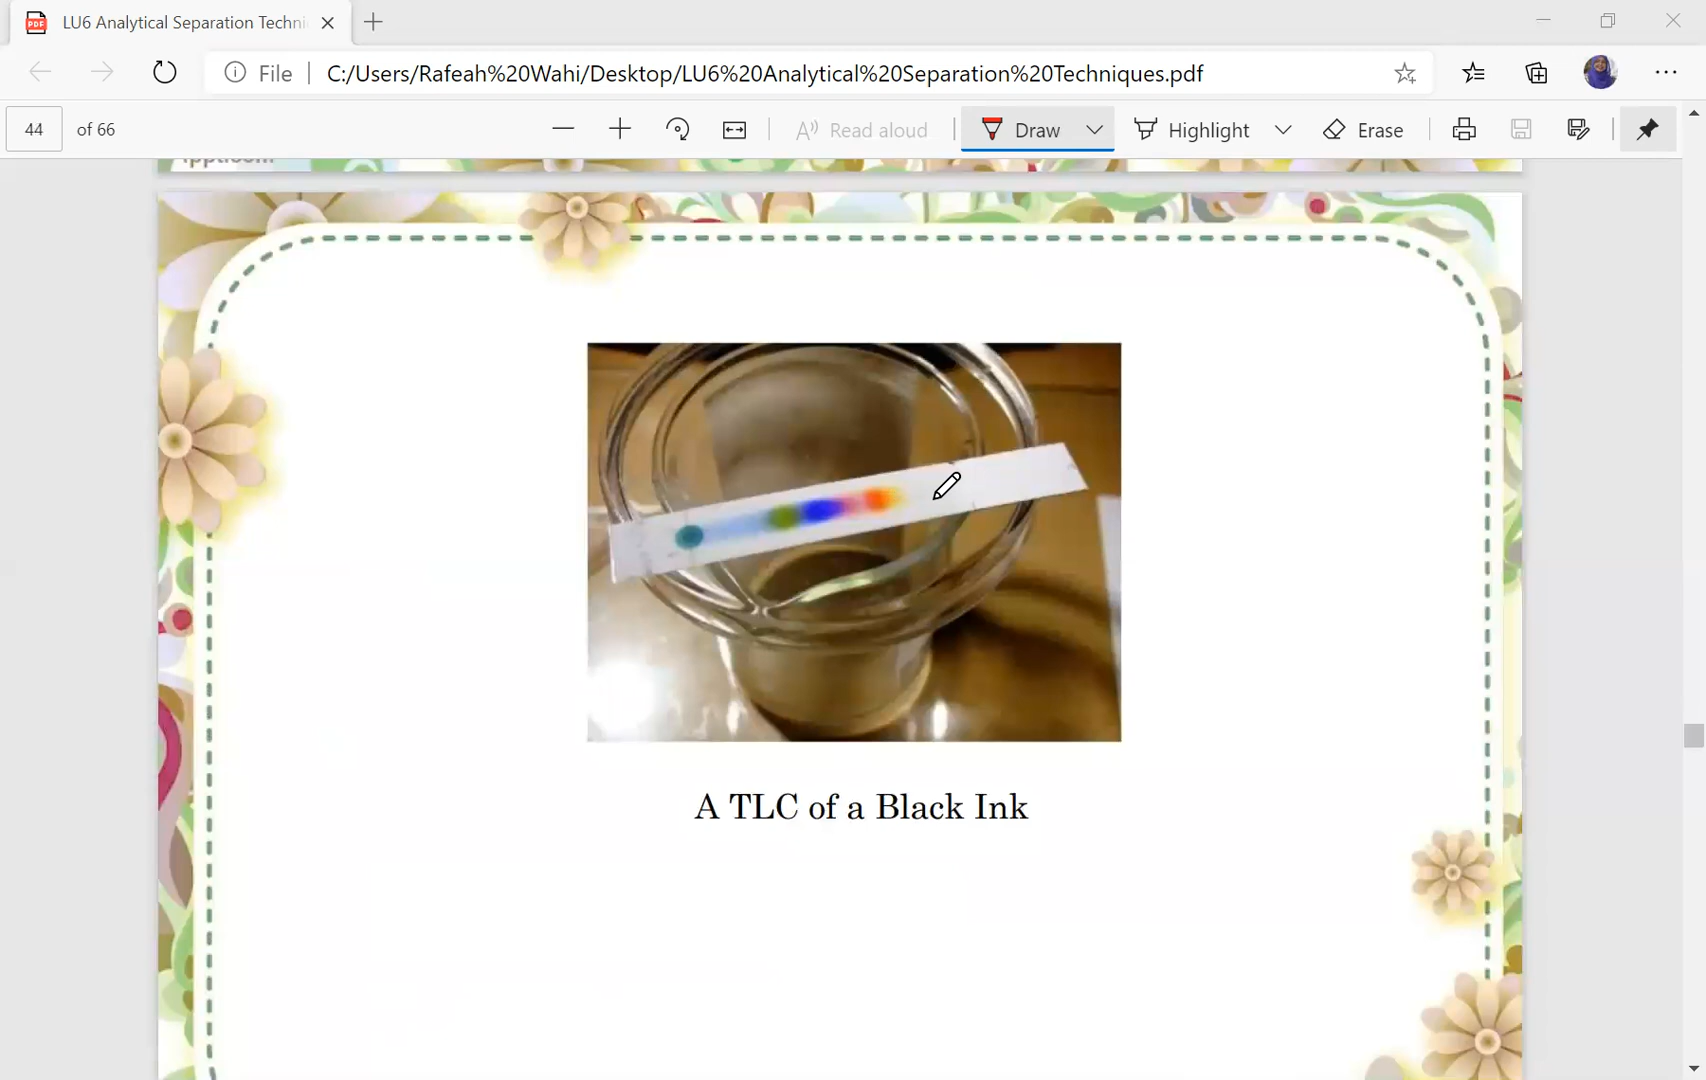 LU6 Analytical Separation Techni
File
C:/Users/Rafeah%20Wahi/Desktop/LU6%20Analytical%20Separation%20Techniques.pdf
44 of 66
Read aloud
Draw
Highlight
Erase
A TLC of a Black Ink